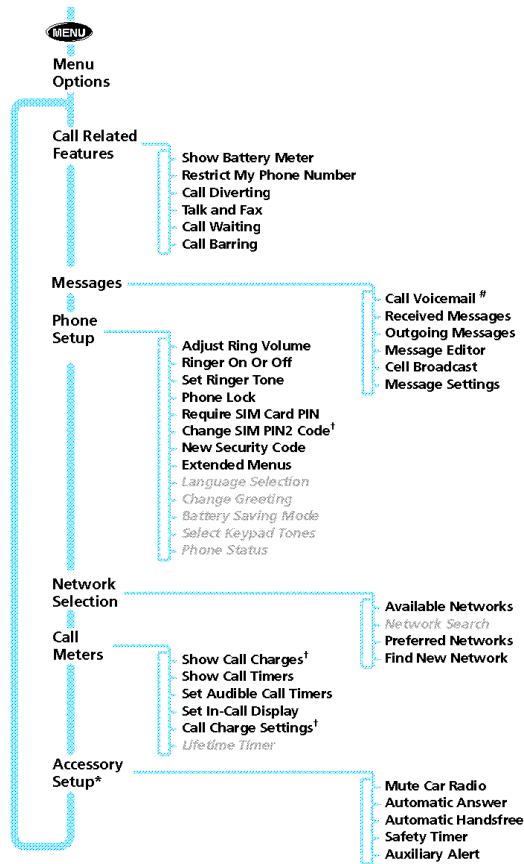 MENU
Menu
Options
Call Related
Features
Show Battery Meter
Restrict My Phone Number
Call Diverting
Talk and Fax
Call Waiting
Call Barring
Messages
Call Voicemail #
Received Messages
Outgoing Messages
Message Editor
Cell Broadcast
Message Settings
Phone
Setup
Adjust Ring Volume
Ringer On Or Off
Set Ringer Tone
Phone Lock
Require SIM Card PIN
Change SIM PIN2 Code†
New Security Code
Extended Menus
Language Selection
Change Greeting
Battery Saving Mode
Select Keypad Tones
Phone Status
Network
Selection
Available Networks
Network Search
Preferred Networks
Find New Network
Call
Meters
Show Call Charges†
Show Call Timers
Set Audible Call Timers
Set In-Call Display
Call Charge Settings†
Lifetime Timer
Accessory
Setup*
Mute Car Radio
Automatic Answer
Automatic Handsfree
Safety Timer
Auxiliary Alert